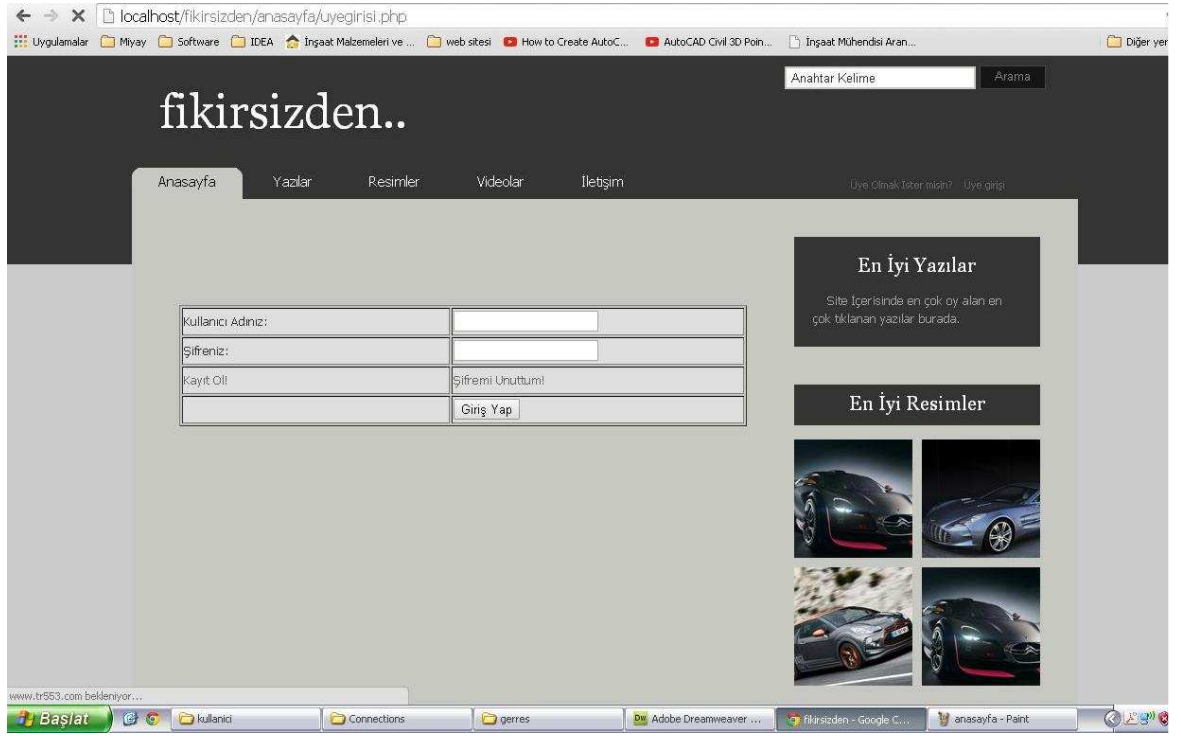 localhost/fikirsizden/anasayfa/uyegirisi.php
Uygulamalar Miyay Software IDEA İnşaat Malzemeleri ve ... web sitesi How to Create AutoC... AutoCAD Civil 3D Poin... İnşaat Mühendisi Aran... Diğer yer
Anahtar Kelime Arama
fikirsizden..
Anasayfa Yazılar Resimler Videolar İletişim Üye Olmak İster misin? Üye girişi
En İyi Yazılar
Site İçerisinde en çok oy alan en
çok tıklanan yazılar burada.
Kullanıcı Adınız:
Şifreniz:
Kayıt Ol! Şifremi Unuttum!
Giriş Yap
En İyi Resimler
www.tr553.com bekleniyor...
Başlat kullanici Connections gerres Adobe Dreamweaver ... fikirsizden - Google C... anasayfa - Paint